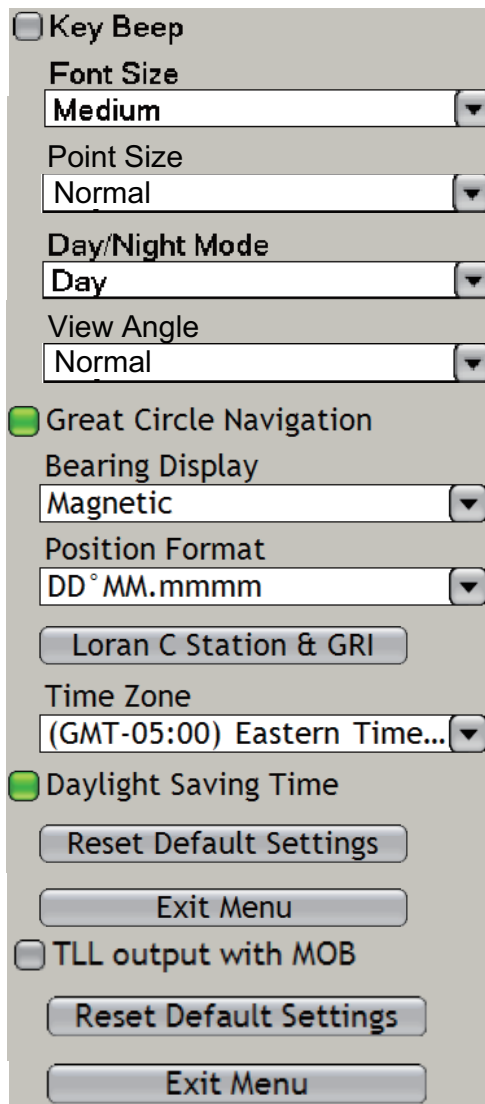 Key Beep
Font Size
Medium
Point Size
Normal
Day/Night Mode
Day
View Angle
Normal
Great Circle Navigation
Bearing Display
Magnetic
Position Format
DD°MM.mmmm
Loran C Station & GRI
Time Zone
(GMT-05:00) Eastern Time...
Daylight Saving Time
Reset Default Settings
Exit Menu
TLL output with MOB
Reset Default Settings
Exit Menu